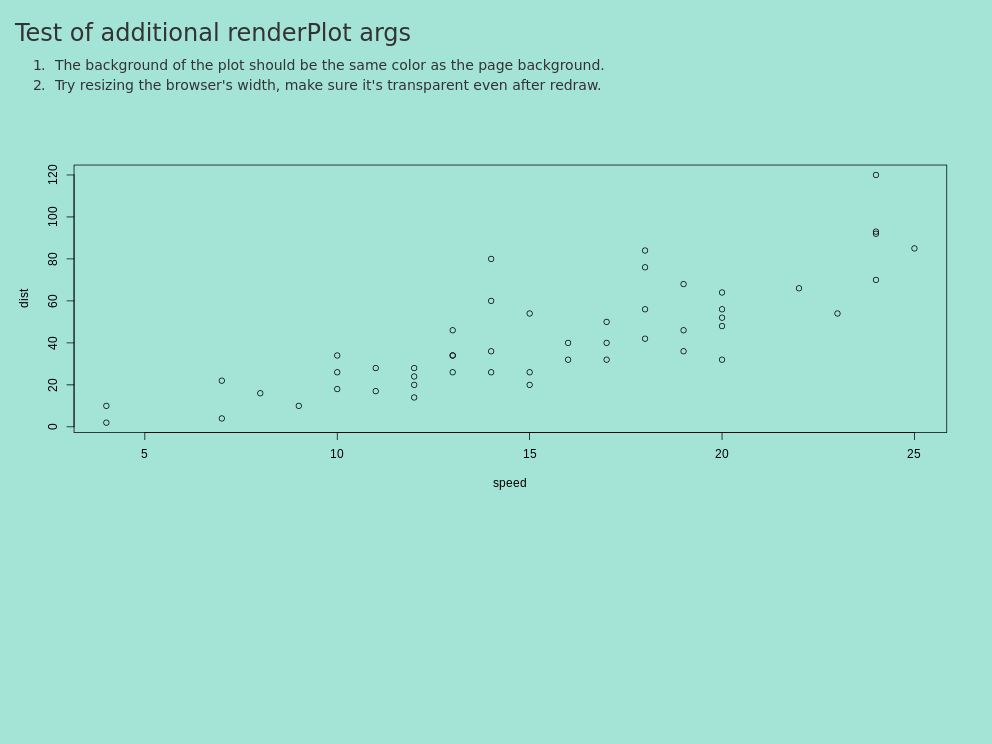 Test of additional renderPlot args
1. The background of the plot should be the same color as the page background.
2. Try resizing the browser's width, make sure it's transparent even after redraw.
120
100
80
60
40
20
0
dist
5 10 15 20 25
speed